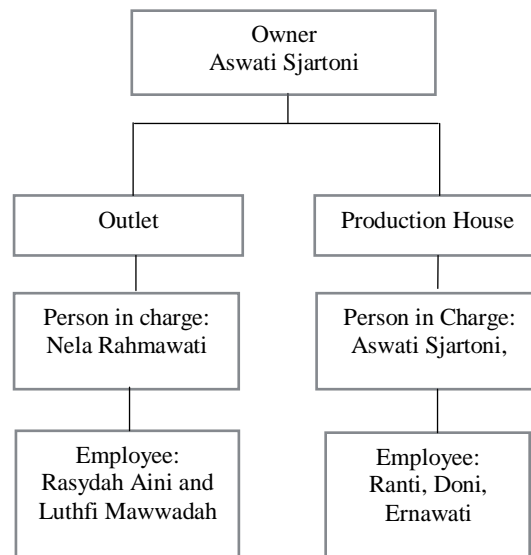 Owner
Aswati Sjartoni
Outlet
Production House
Person in charge:
Nela Rahmawati
Person in Charge:
Aswati Sjartoni,
Employee:
Rasydah Aini and
Luthfi Mawwadah
Employee:
Ranti, Doni,
Ernawati